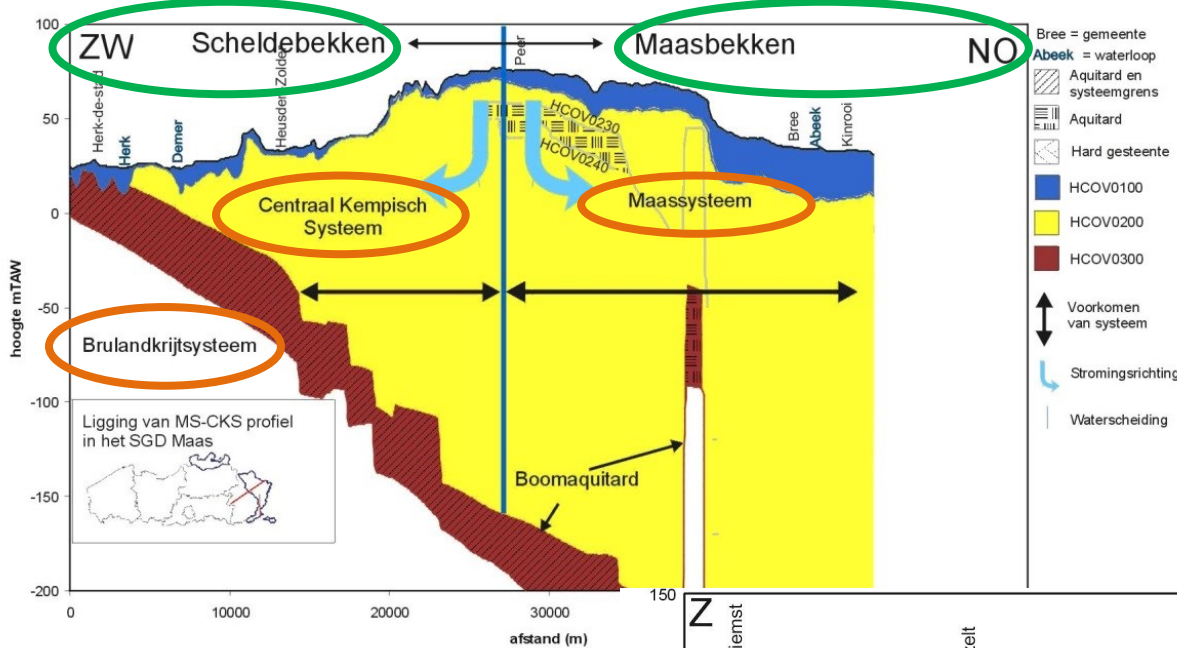 ZW
Scheldebekken
Maasbekken
NO
100
50
0
-50
-100
-150
-200
hoogte mTAW
Herk-de-stad
Herk
Demer
Heusden-Zolder
Peer
Bree
Abeek
Kinrooi
HCOV0230
HCOV0240
Centraal Kempisch
Systeem
Maassysteem
Brulandkrijtsysteem
Ligging van MS-CKS profiel
in het SGD Maas
Boomaquitard
0
10000
20000
30000
afstand (m)
Bree = gemeente
Abeek = waterloop
Aquitard en
systeemgrens
Aquitard
Hard gesteente
HCOV0100
HCOV0200
HCOV0300
Voorkomen
van systeem
Stromingsrichting
Waterscheiding
150
Z
iemst
zelt